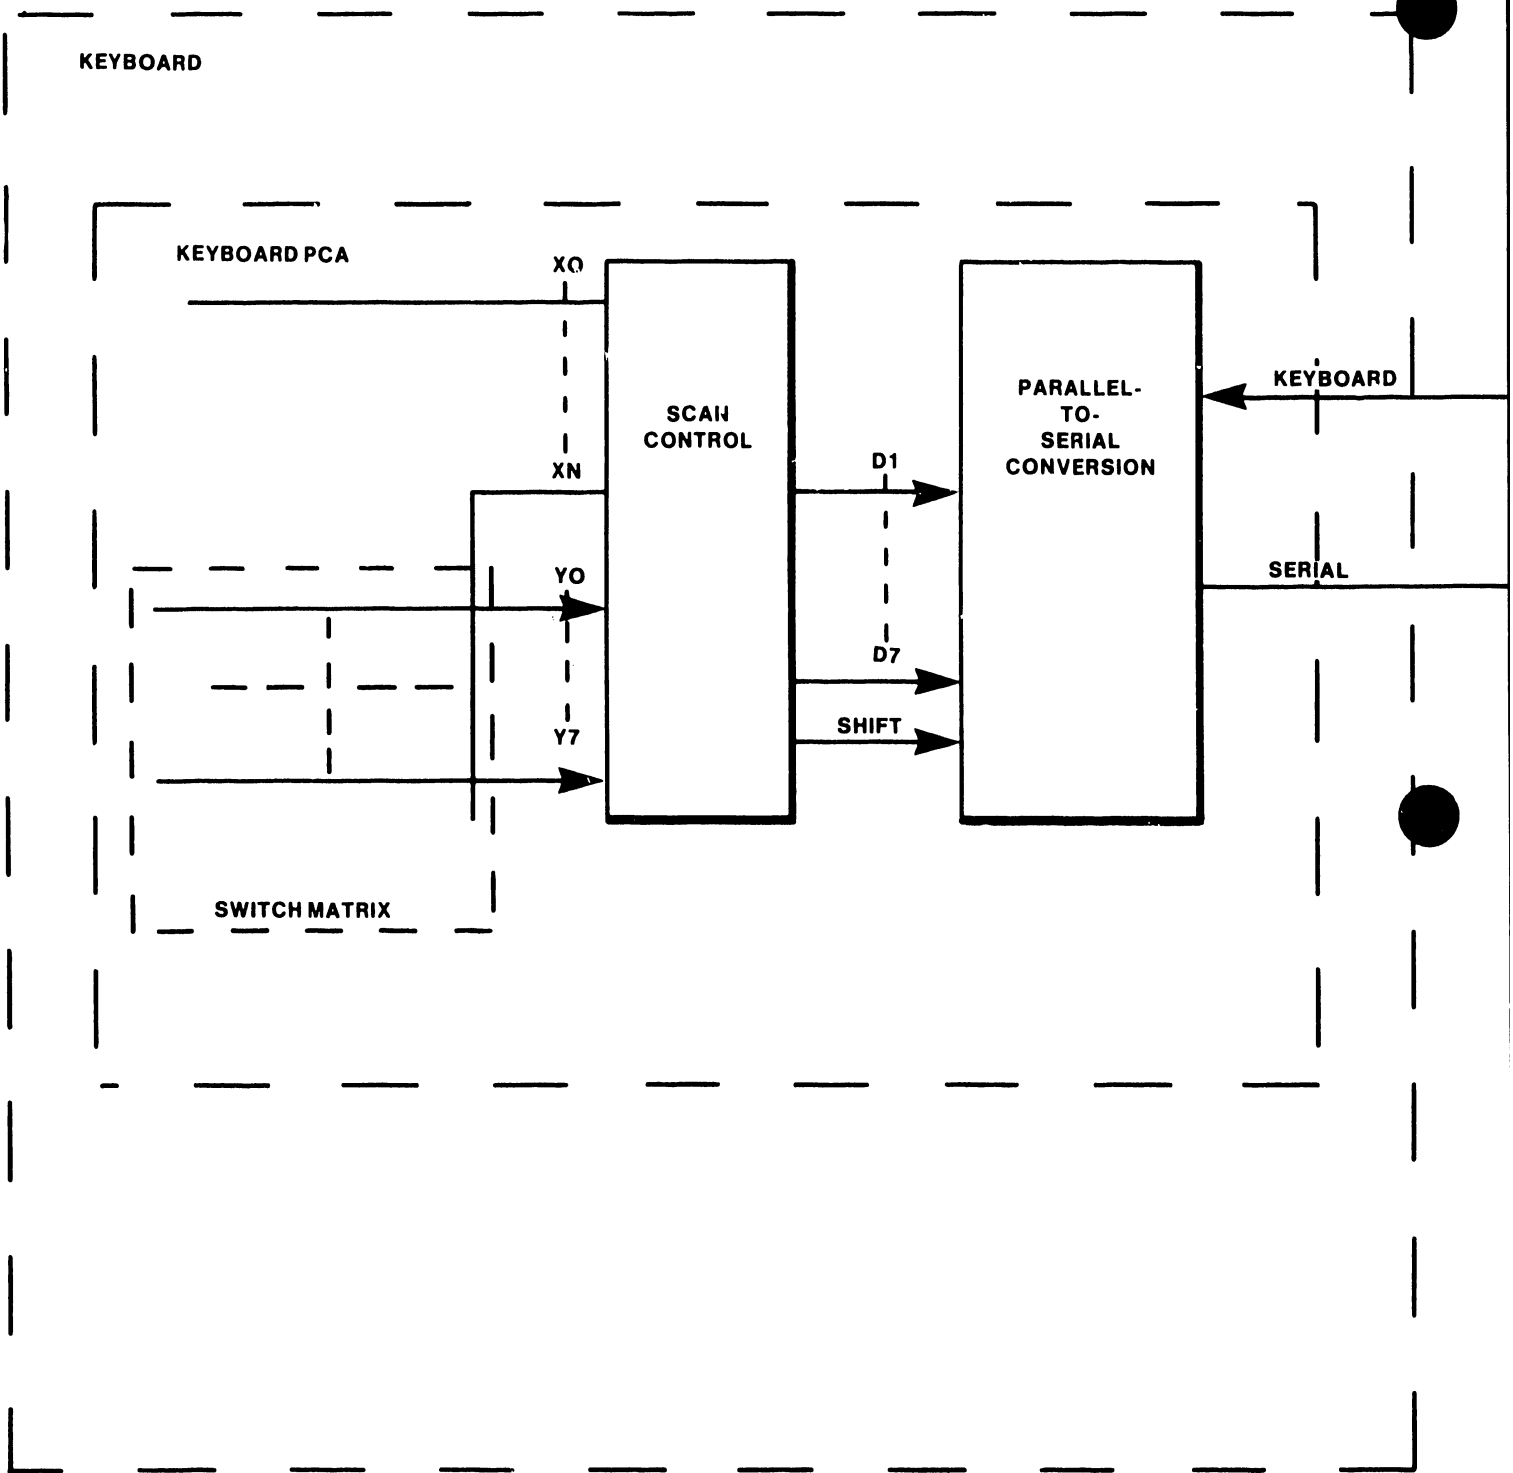 KEYBOARD
KEYBOARD PCA
XO
SCAN
CONTROL
XN
YO
Y7
SWITCH MATRIX
D1
D7
SHIFT
PARALLEL-
TO-
SERIAL
CONVERSION
KEYBOARD
SERIAL